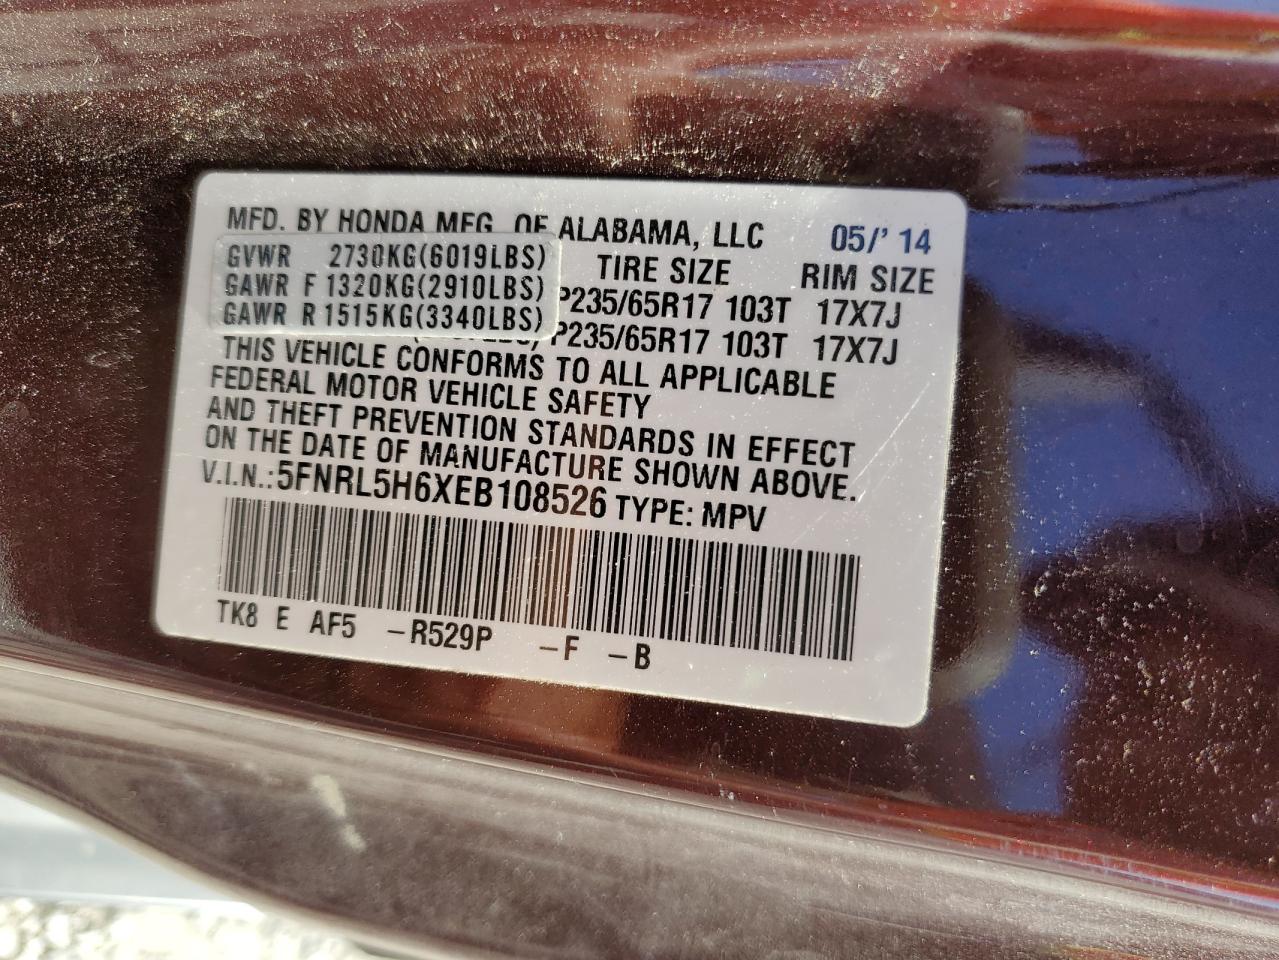 MFD. BY HONDA MFG. OF ALABAMA, LLC 05/' 14
GVWR 2730KG(6019LBS) TIRE SIZE RIM SIZE
GAWR F 1320KG(2910LBS) P235/65R17 103T 17X7J
GAWR R 1515KG(3340LBS) P235/65R17 103T 17X7J
THIS VEHICLE CONFORMS TO ALL APPLICABLE
FEDERAL MOTOR VEHICLE SAFETY
AND THEFT PREVENTION STANDARDS IN EFFECT
ON THE DATE OF MANUFACTURE SHOWN ABOVE.
V.I.N.:5FNRL5H6XEB108526 TYPE: MPV
TK8 E AF5 –R529P –F –B